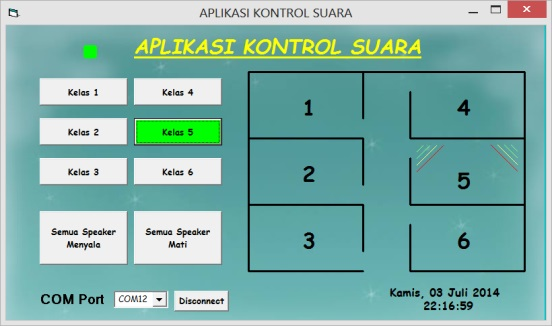 APLIKASI KONTROL SUARA
APLIKASI KONTROL SUARA
Kelas 1
Kelas 4
Kelas 2
Kelas 5
Kelas 3
Kelas 6
Semua Speaker
Menyala
Semua Speaker
Mati
1
4
2
5
3
6
COM Port
COM12
Disconnect
Kamis, 03 Juli 2014
22:16:59